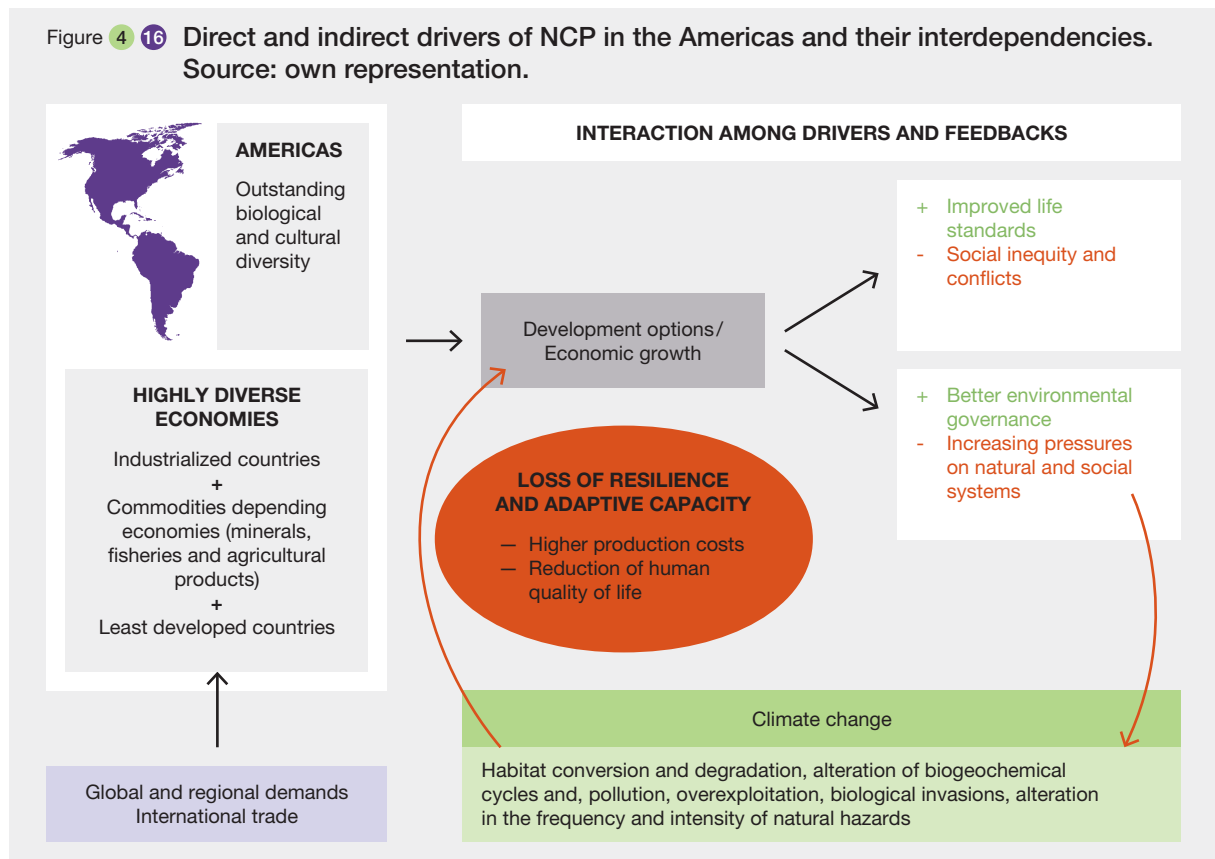 Figure 4 16 Direct and indirect drivers of NCP in the Americas and their interdependencies.
Source: own representation.
AMERICAS
Outstanding
biological
and cultural
diversity
HIGHLY DIVERSE
ECONOMIES
Industrialized countries
+
Commodities depending
economies (minerals,
fisheries and agricultural
products)
+
Least developed countries
Global and regional demands
International trade
INTERACTION AMONG DRIVERS AND FEEDBACKS
Development options/
Economic growth
+ Improved life
standards
- Social inequity and
conflicts
+ Better environmental
governance
- Increasing pressures
on natural and social
systems
LOSS OF RESILIENCE
AND ADAPTIVE CAPACITY
— Higher production costs
— Reduction of human
quality of life
Climate change
Habitat conversion and degradation, alteration of biogeochemical
cycles and, pollution, overexploitation, biological invasions, alteration
in the frequency and intensity of natural hazards